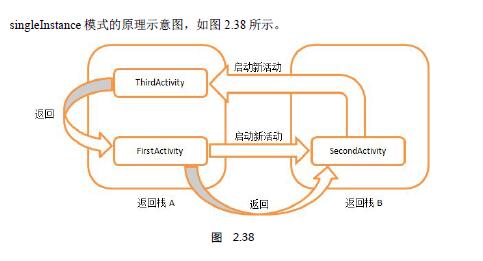 singleInstance 模式的原理示意图，如图 2.38 所示。
启动新活动
ThirdActivity
返回
启动新活动
FirstActivity
SecondActivity
返回栈 A
返回
返回栈 B
图 2.38